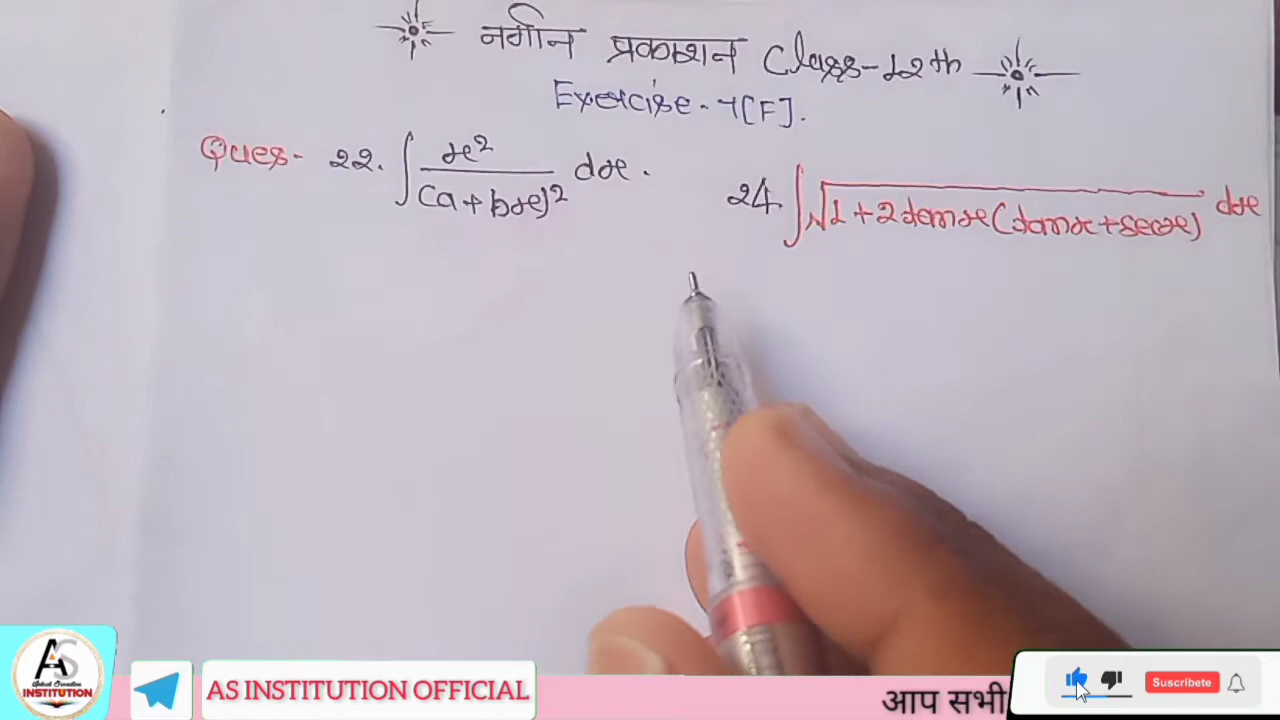 नगीन प्रकाशन Class-12th
Exercise-7[F].
Ques- 22. ∫ x²/(a+bx)² dx.
24. ∫ √1+2tanx(tanx+secx) dx
AS INSTITUTION
AS INSTITUTION OFFICIAL
आप सभी
Suscribete